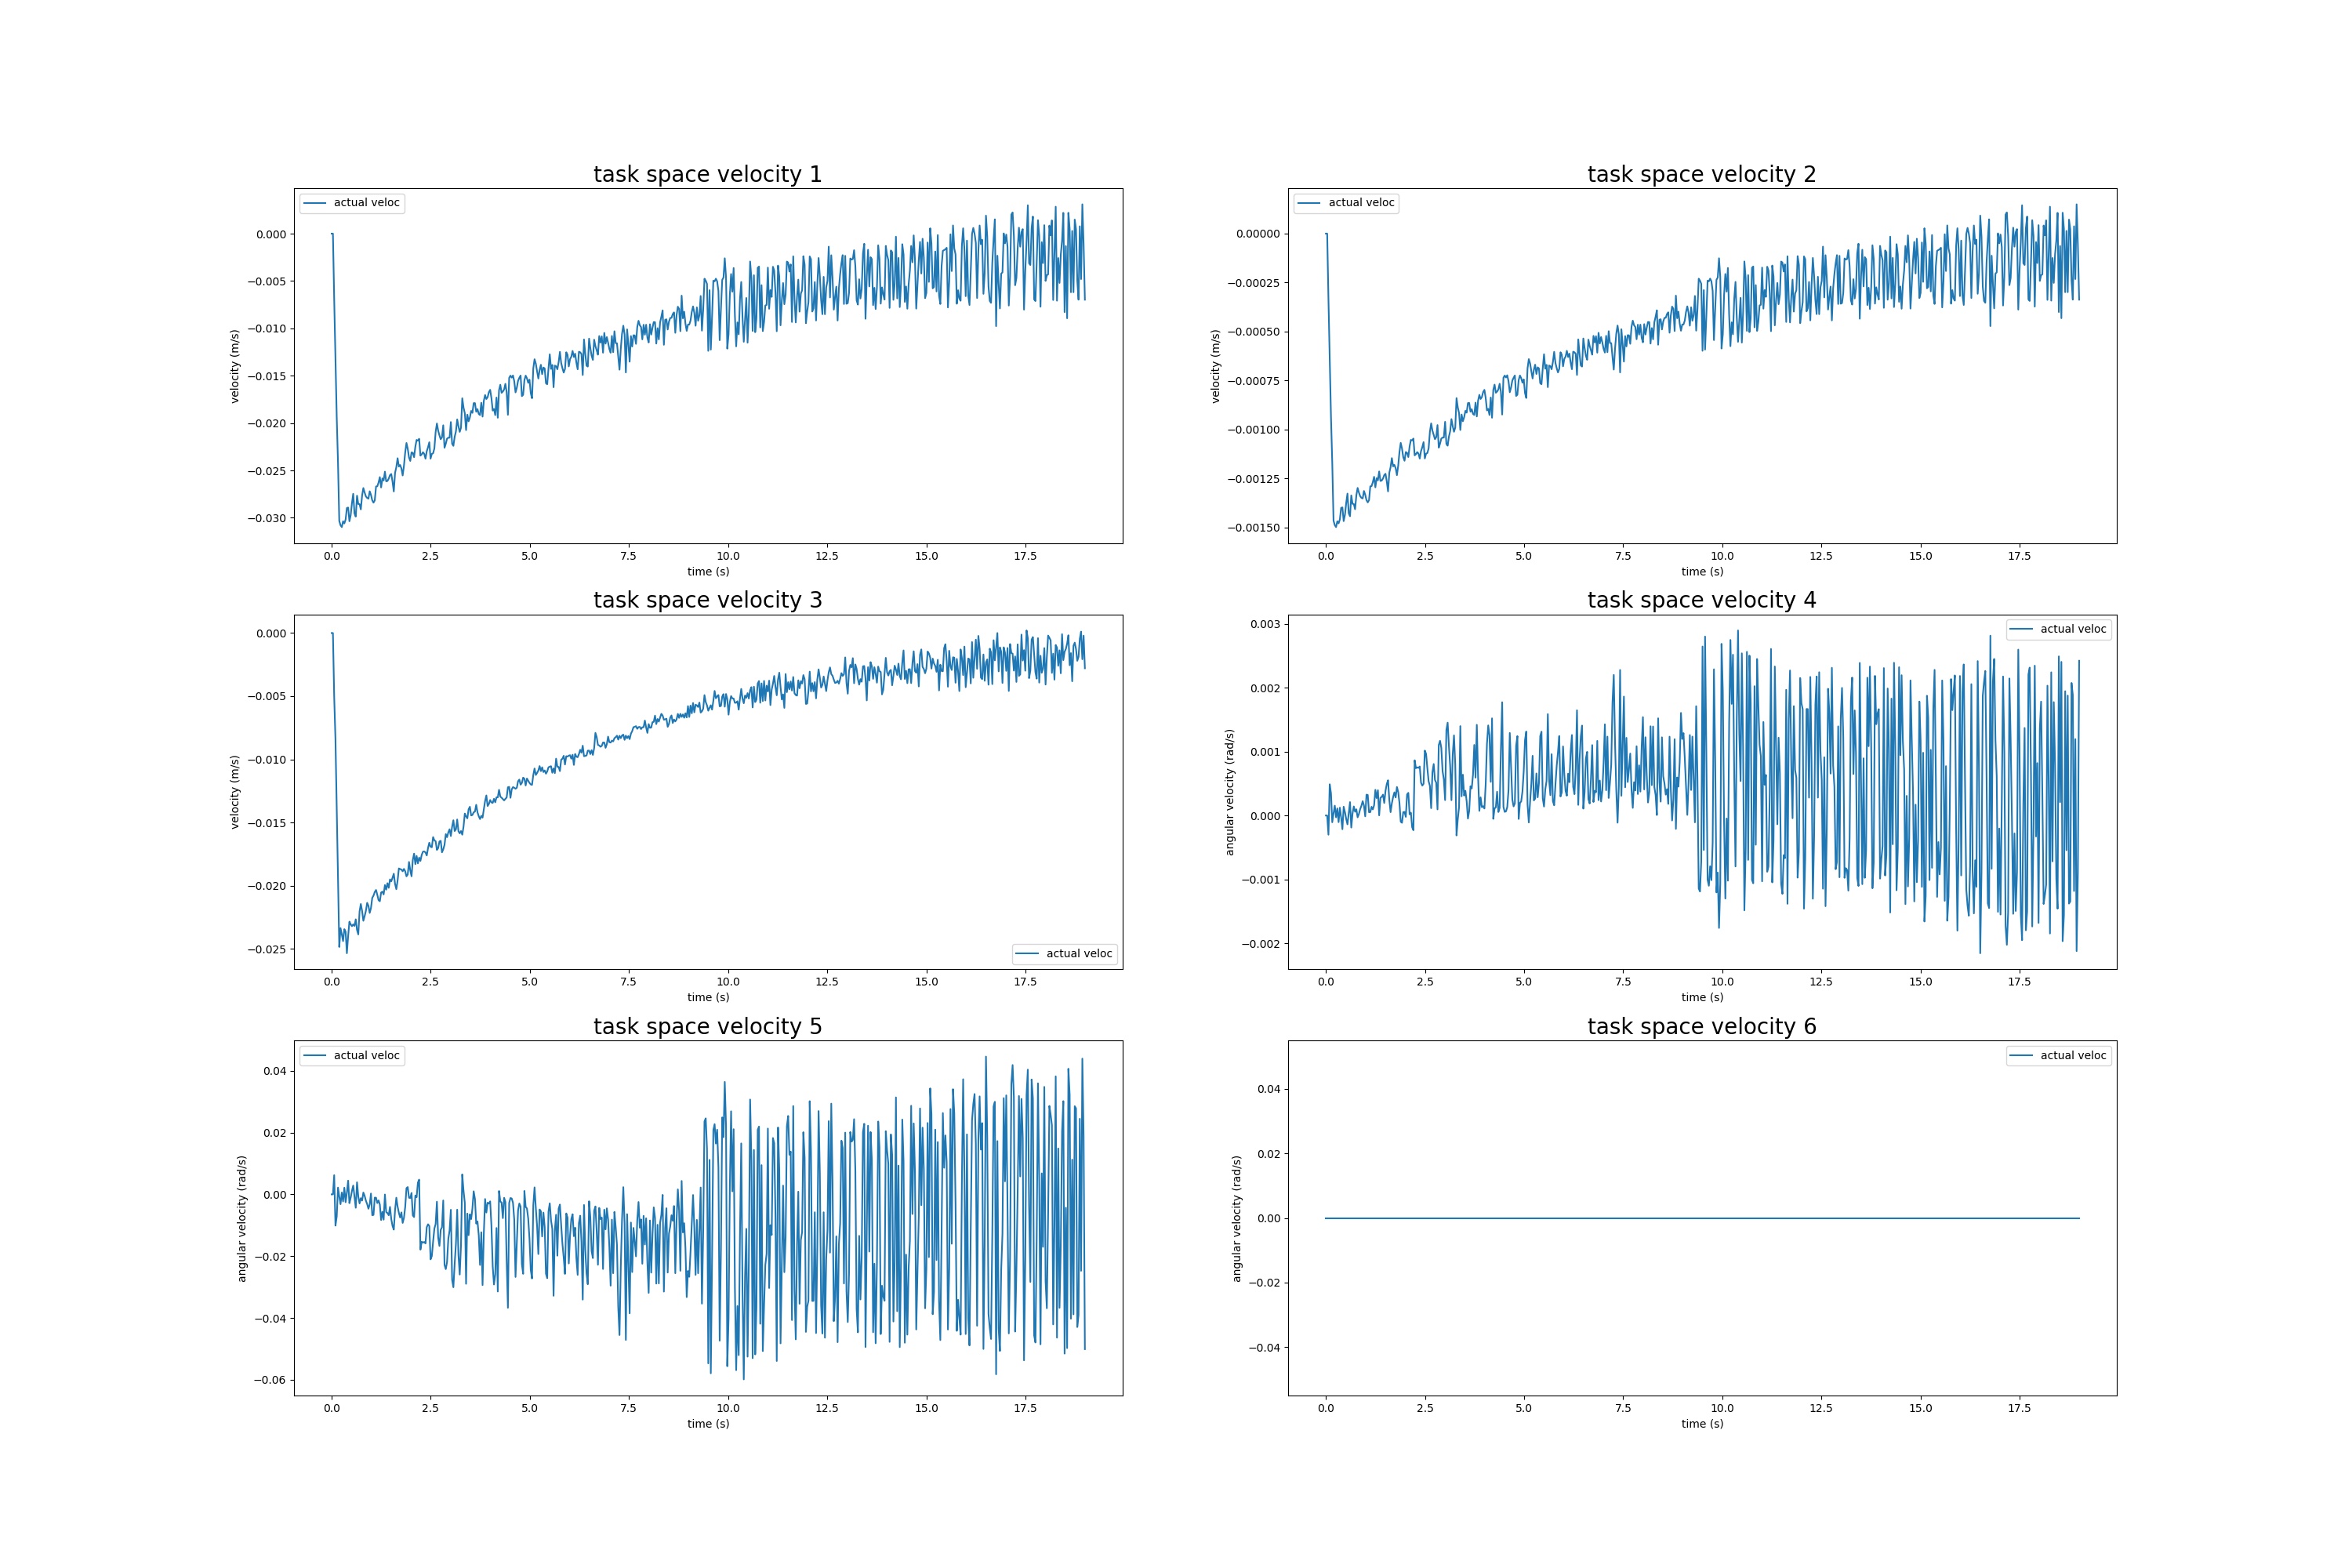 task space velocity 1
actual veloc
velocity (m/s)
0.000
−0.005
−0.010
−0.015
−0.020
−0.025
−0.030
0.0 2.5 5.0 7.5 10.0 12.5 15.0 17.5
time (s)
task space velocity 2
actual veloc
velocity (m/s)
0.00000
−0.00025
−0.00050
−0.00075
−0.00100
−0.00125
−0.00150
0.0 2.5 5.0 7.5 10.0 12.5 15.0 17.5
time (s)
task space velocity 3
velocity (m/s)
0.000
−0.005
−0.010
−0.015
−0.020
−0.025
actual veloc
0.0 2.5 5.0 7.5 10.0 12.5 15.0 17.5
time (s)
task space velocity 4
actual veloc
angular velocity (rad/s)
0.003
0.002
0.001
0.000
−0.001
−0.002
0.0 2.5 5.0 7.5 10.0 12.5 15.0 17.5
time (s)
task space velocity 5
actual veloc
angular velocity (rad/s)
0.04
0.02
0.00
−0.02
−0.04
−0.06
0.0 2.5 5.0 7.5 10.0 12.5 15.0 17.5
time (s)
task space velocity 6
actual veloc
angular velocity (rad/s)
0.04
0.02
0.00
−0.02
−0.04
0.0 2.5 5.0 7.5 10.0 12.5 15.0 17.5
time (s)